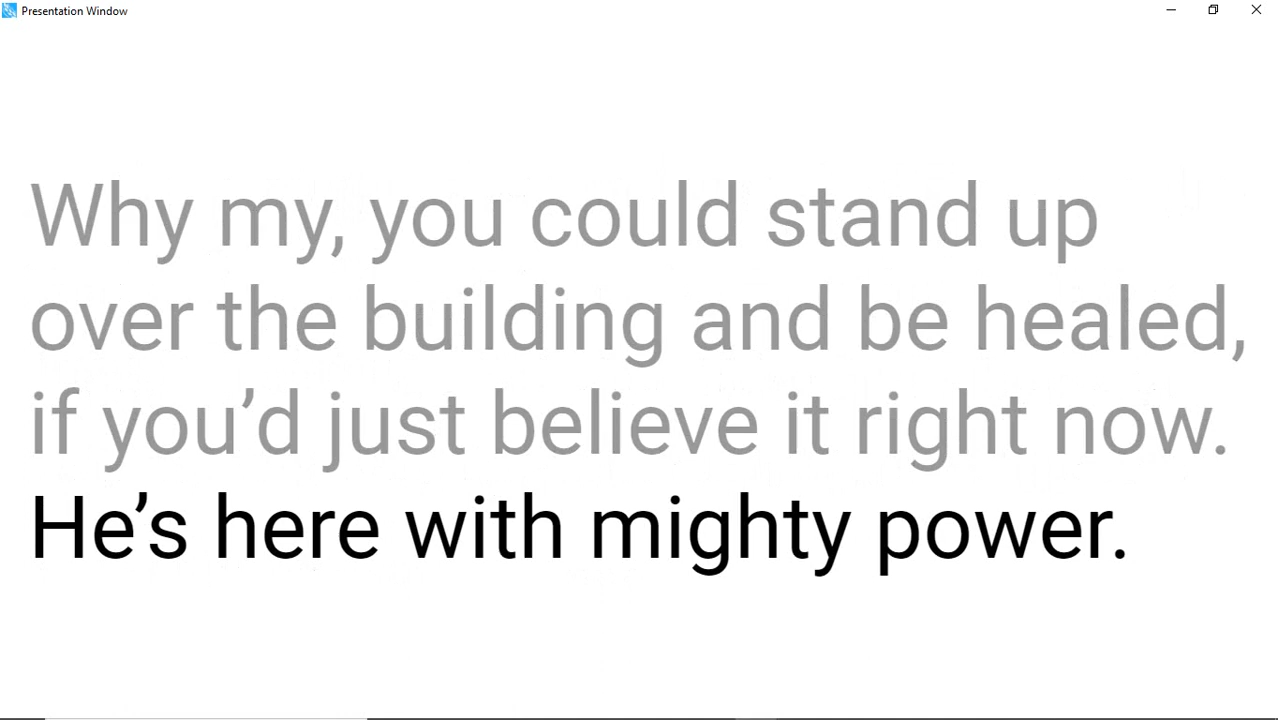 Presentation Window
Why my, you could stand up
over the building and be healed,
if you’d just believe it right now.
He’s here with mighty power.